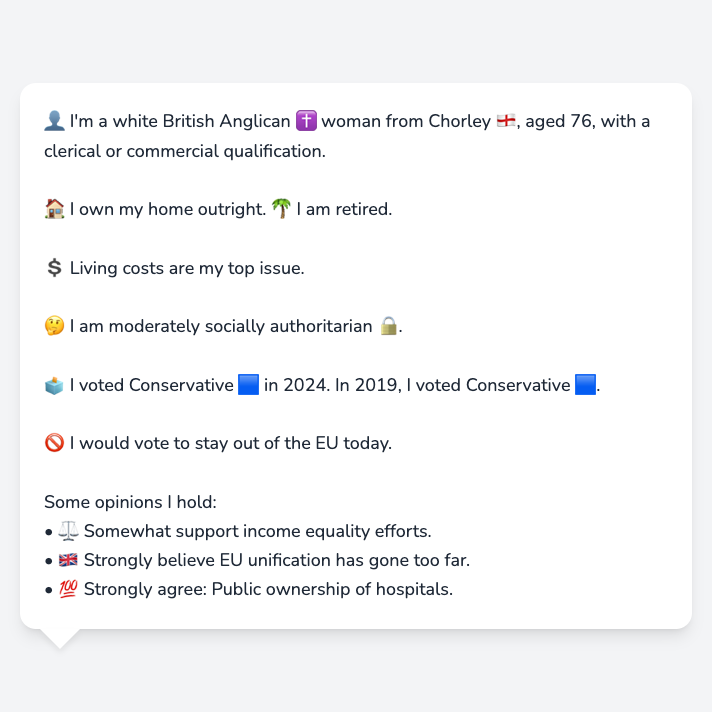 👤 I'm a white British Anglican ✝️ woman from Chorley 🏴󠁧󠁢󠁥󠁮󠁧󠁿, aged 76, with a
clerical or commercial qualification.
🏠 I own my home outright. 🌴 I am retired.
💲 Living costs are my top issue.
🤔 I am moderately socially authoritarian 🔒.
🗳️ I voted Conservative 🟦 in 2024. In 2019, I voted Conservative 🟦.
🚫 I would vote to stay out of the EU today.
Some opinions I hold:
• ⚖️ Somewhat support income equality efforts.
• 🇬🇧 Strongly believe EU unification has gone too far.
• 💯 Strongly agree: Public ownership of hospitals.